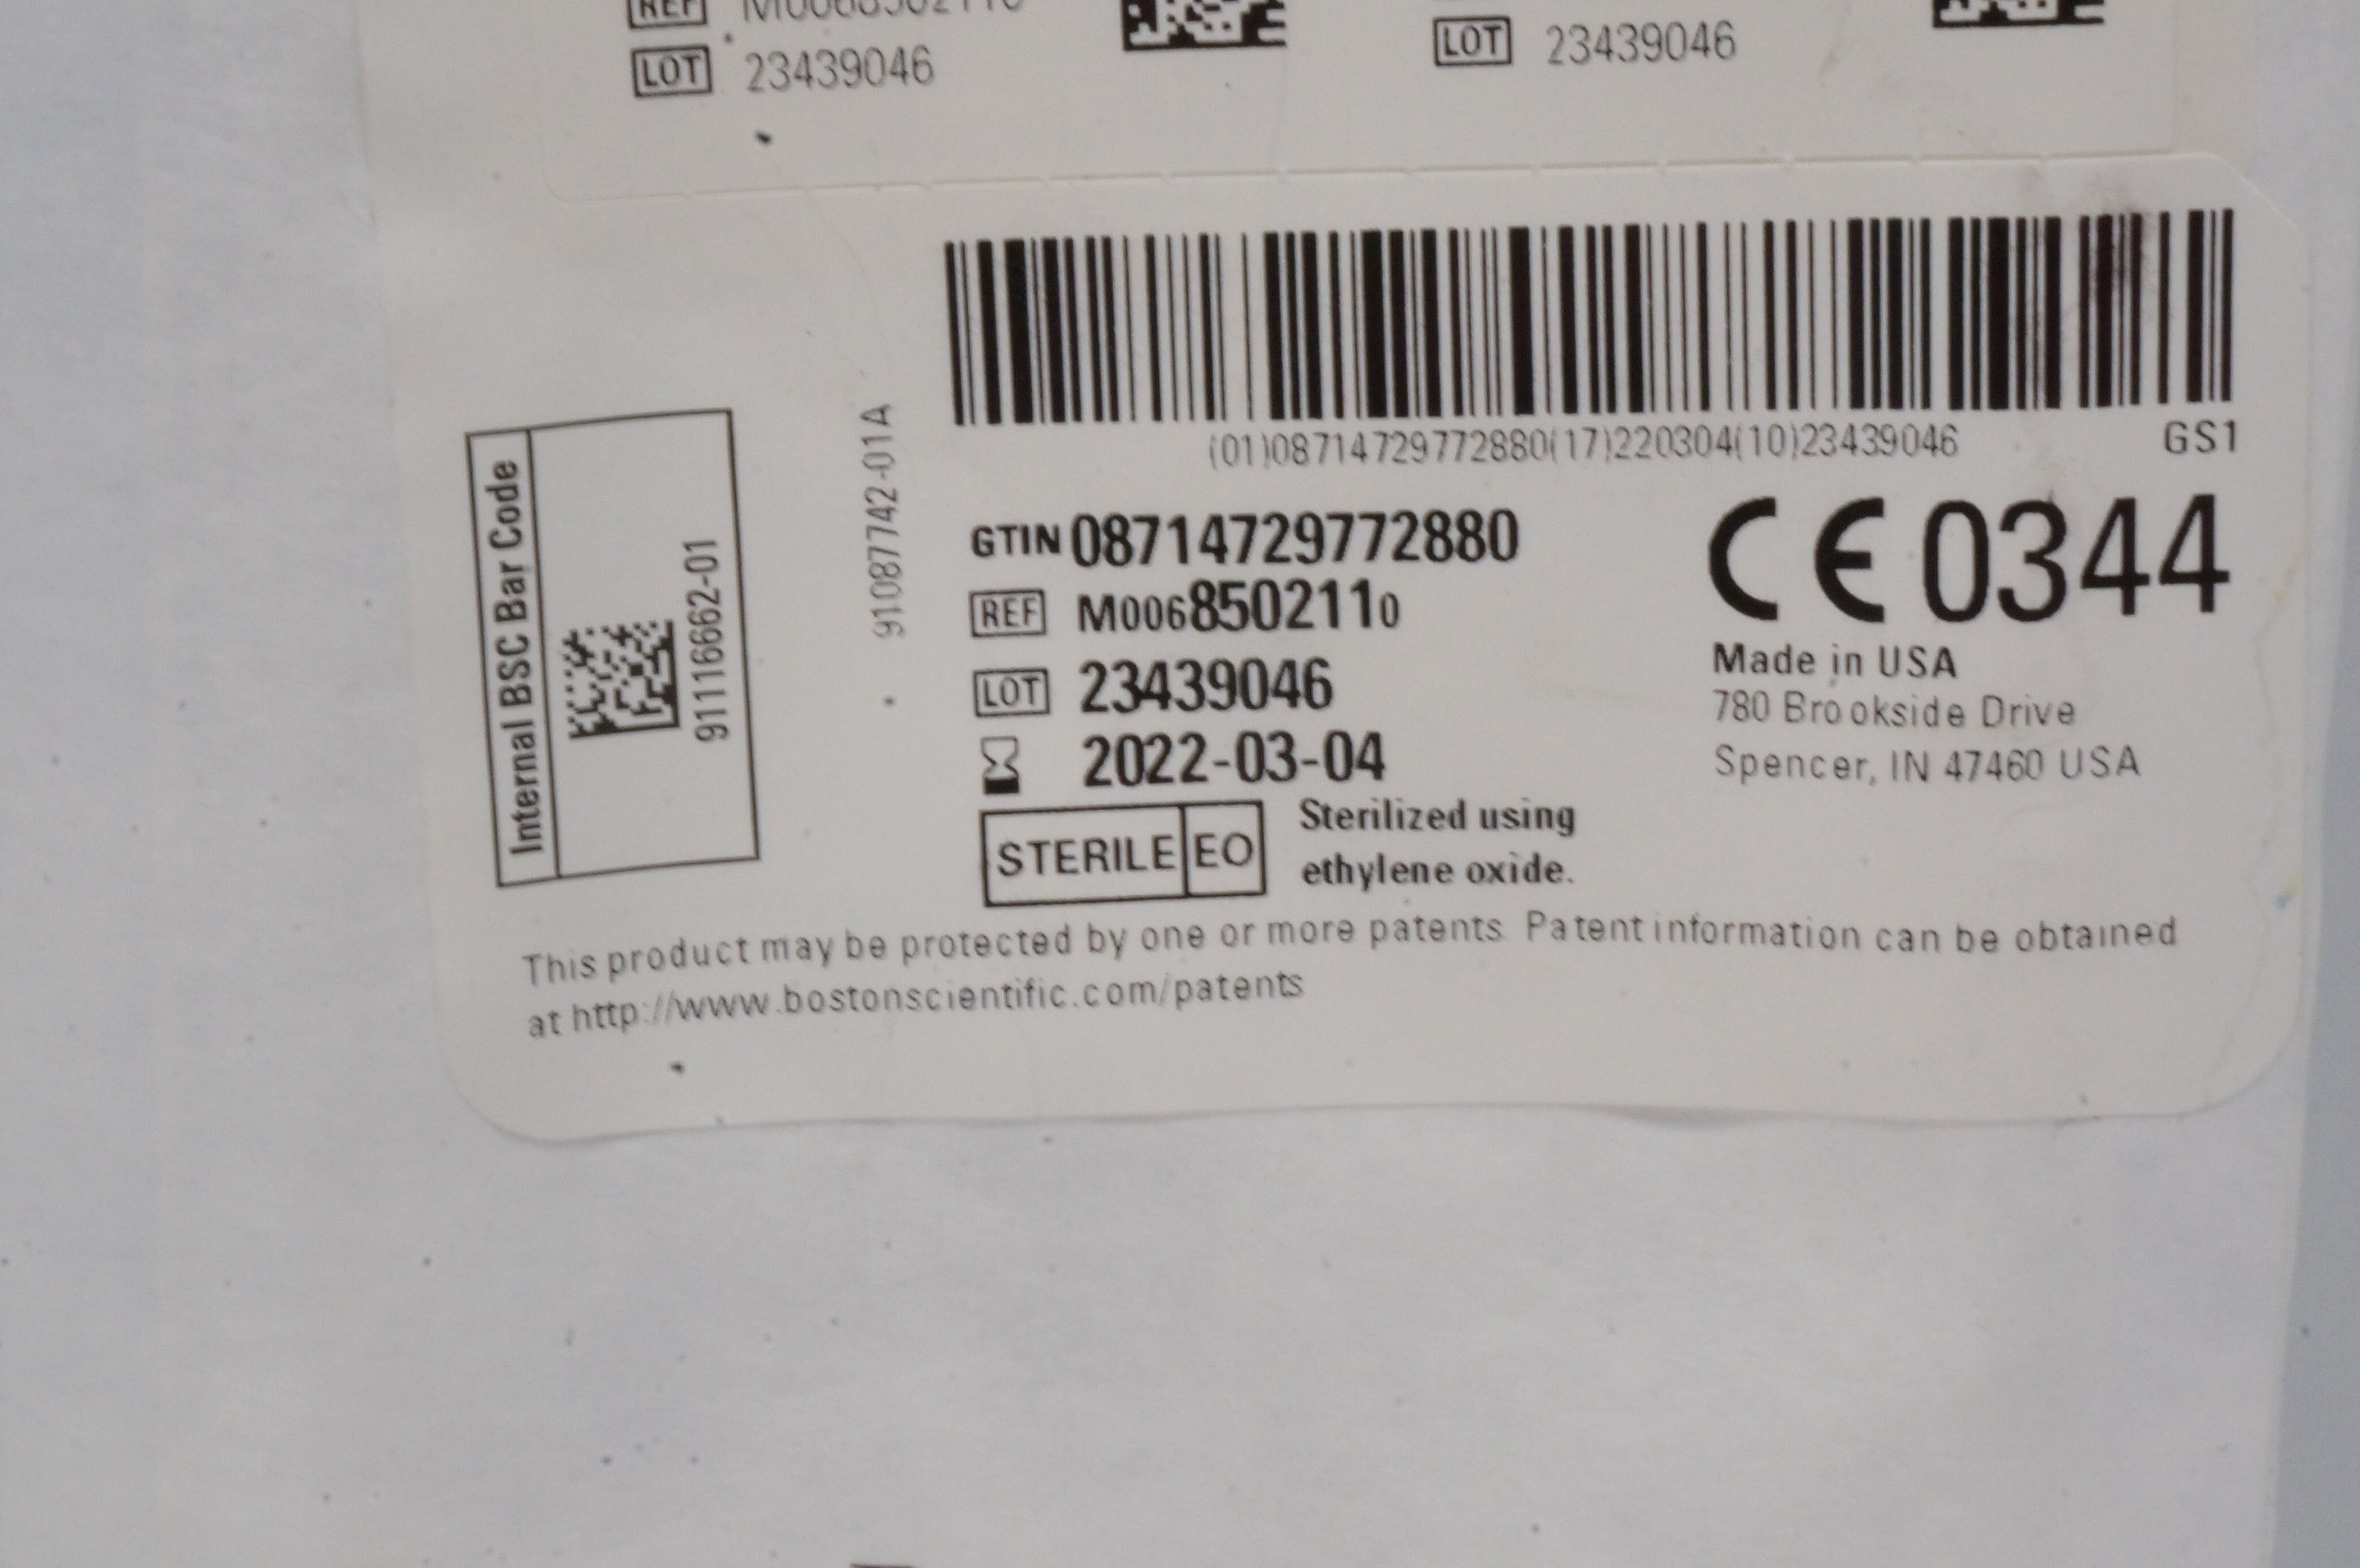 REF M0068502110
LOT 23439046
LOT 23439046
(01)08714729772880(17)220304(10)23439046
GS1
Internal BSC Bar Code
91116662-01
91087742-01A
GTIN 08714729772880
REF M0068502110
LOT 23439046
2022-03-04
STERILE EO
Sterilized using
ethylene oxide.
CE 0344
Made in USA
780 Brookside Drive
Spencer, IN 47460 USA
This product may be protected by one or more patents. Patent information can be obtained
at http://www.bostonscientific.com/patents